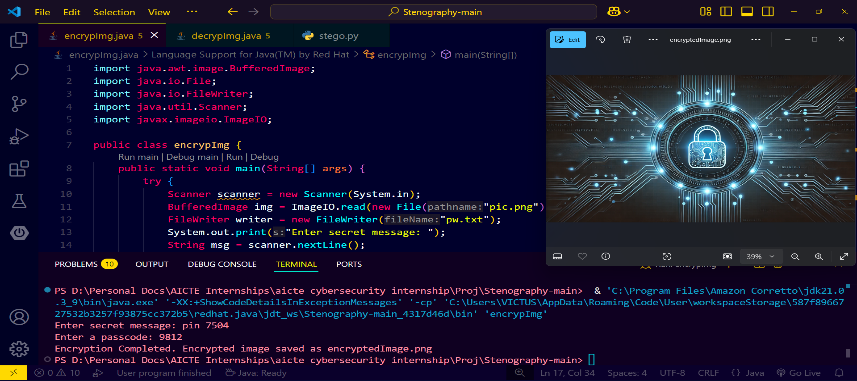 File Edit Selection View ··· Stenography-main
encrypImg.java 5 decrypImg.java 5 stego.py
encrypImg.java > Language Support for Java(TM) by Red Hat > encrypImg > main(String[])
1 import java.awt.image.BufferedImage;
2 import java.io.File;
3 import java.io.FileWriter;
4 import java.util.Scanner;
5 import javax.imageio.ImageIO;
6
7 public class encrypImg {
Run main | Debug main | Run | Debug
8 public static void main(String[] args) {
9 try {
10 Scanner scanner = new Scanner(System.in);
11 BufferedImage img = ImageIO.read(new File(pathname:"pic.png")
12 FileWriter writer = new FileWriter(fileName:"pw.txt");
13 System.out.print(s:"Enter secret message: ");
14 String msg = scanner.nextLine();
Edit ··· encryptedImage.png ···
39%
PROBLEMS 10 OUTPUT DEBUG CONSOLE TERMINAL PORTS
PS D:\Personal Docs\AICTE Internships\aicte cybersecurity internship\Proj\Stenography-main> & 'C:\Program Files\Amazon Corretto\jdk21.0
.3_9\bin\java.exe' '-XX:+ShowCodeDetailsInExceptionMessages' '-cp' 'C:\Users\VICTUS\AppData\Roaming\Code\User\workspaceStorage\587f89667
27532b3257f93875cc372b5\redhat.java\jdt_ws\Stenography-main_4317d46d\bin' 'encrypImg'
Enter secret message: pin 7504
Enter a passcode: 9812
Encryption Completed. Encrypted image saved as encryptedImage.png
PS D:\Personal Docs\AICTE Internships\aicte cybersecurity internship\Proj\Stenography-main>
0 10 User program finished Java: Ready Ln 17, Col 34 Spaces: 4 UTF-8 CRLF {} Java Go Live